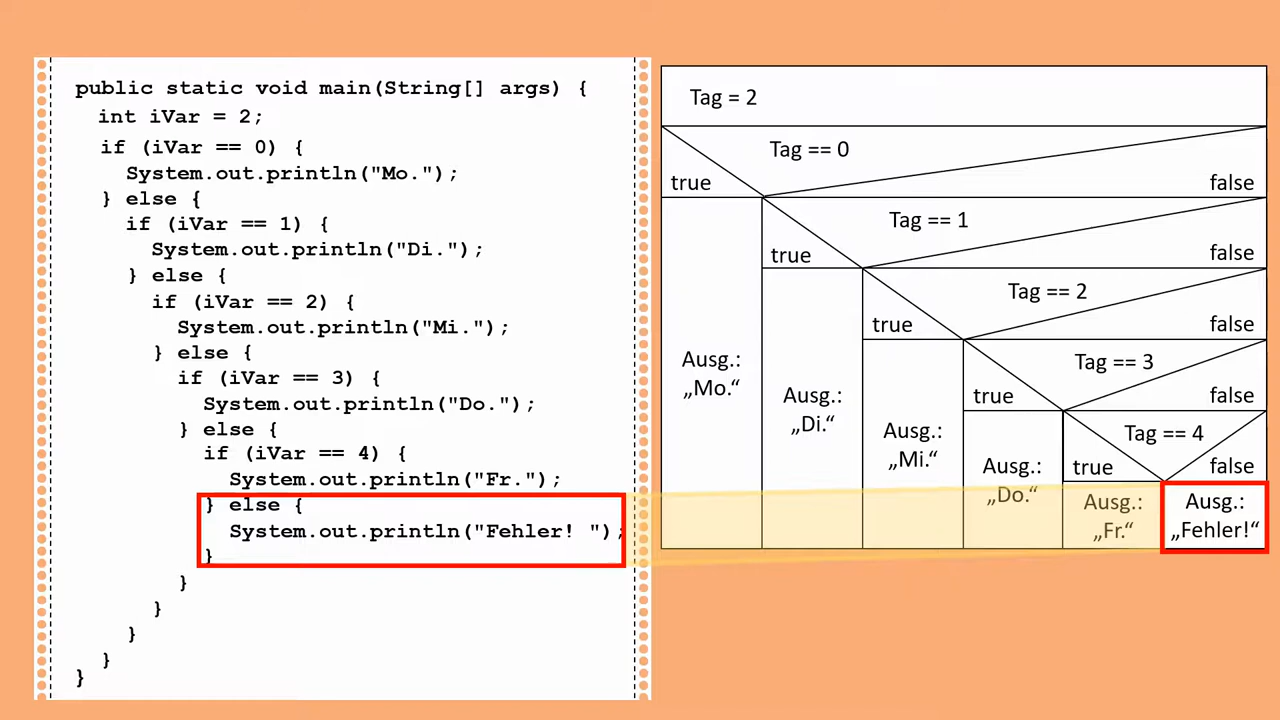 public static void main(String[] args) {
int iVar = 2;
if (iVar == 0) {
System.out.println("Mo.");
} else {
if (iVar == 1) {
System.out.println("Di.");
} else {
if (iVar == 2) {
System.out.println("Mi.");
} else {
if (iVar == 3) {
System.out.println("Do.");
} else {
if (iVar == 4) {
System.out.println("Fr.");
} else {
System.out.println("Fehler! ");
}
}
}
}
}
}
Tag = 2
Tag == 0
true
false
Tag == 1
true
false
Tag == 2
true
false
Tag == 3
true
false
Tag == 4
true
false
Ausg.:
„Mo.“
Ausg.:
„Di.“
Ausg.:
„Mi.“
Ausg.:
„Do.“
Ausg.:
„Fr.“
Ausg.:
„Fehler!“